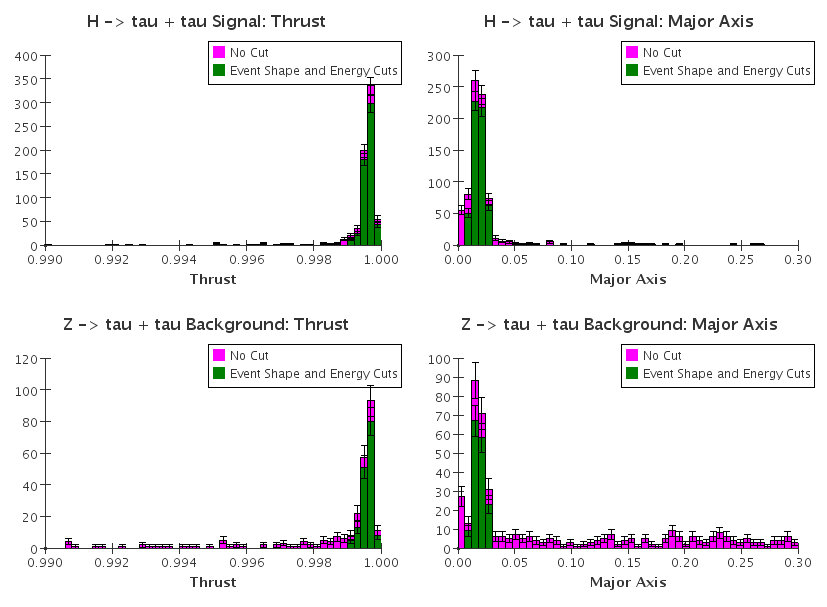 H -> tau + tau Signal: Thrust
No Cut
Event Shape and Energy Cuts
400
350
300
250
200
150
100
50
0
0.990 0.992 0.994 0.996 0.998 1.000
Thrust
H -> tau + tau Signal: Major Axis
No Cut
Event Shape and Energy Cuts
300
250
200
150
100
50
0
0.00 0.05 0.10 0.15 0.20 0.25 0.30
Major Axis
Z -> tau + tau Background: Thrust
No Cut
Event Shape and Energy Cuts
120
100
80
60
40
20
0
0.990 0.992 0.994 0.996 0.998 1.000
Thrust
Z -> tau + tau Background: Major Axis
No Cut
Event Shape and Energy Cuts
100
90
80
70
60
50
40
30
20
10
0
0.00 0.05 0.10 0.15 0.20 0.25 0.30
Major Axis